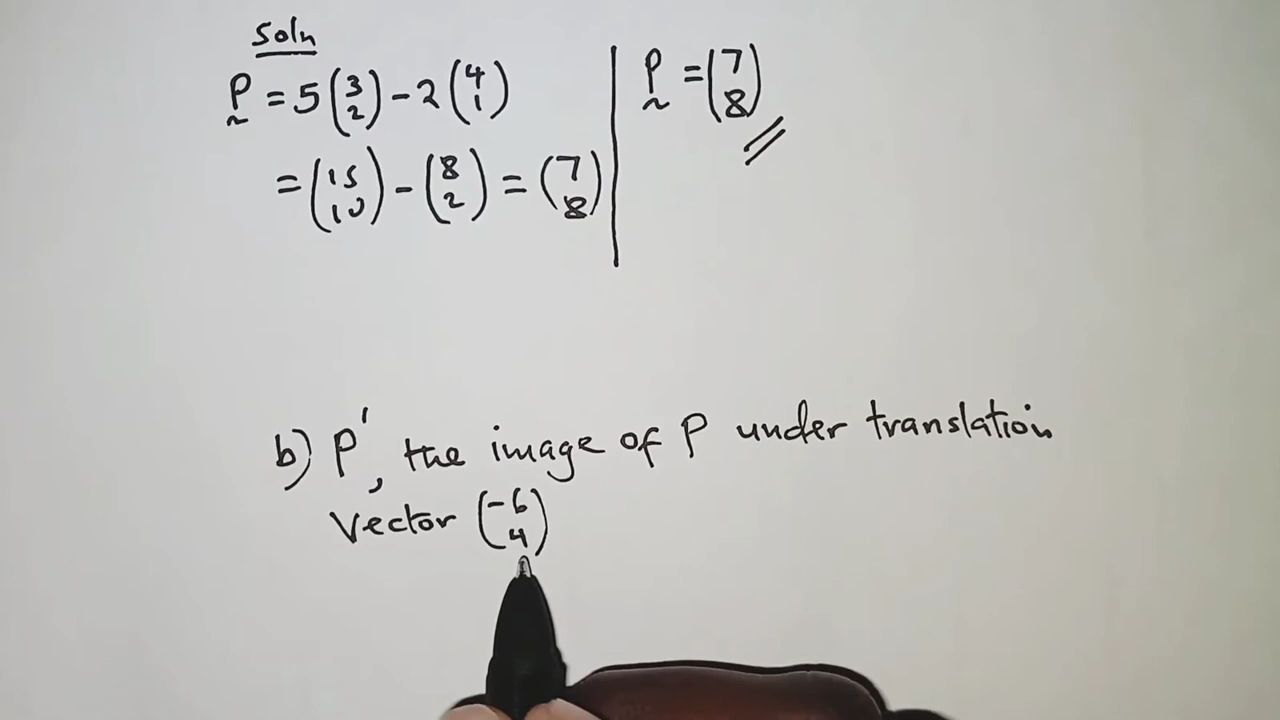 Soln
P = 5(3 2) - 2(4 1)
= (15 10) - (8 2) = (7 8)
P = (7 8)
b) P', the image of P under translation
Vector (-6 4)